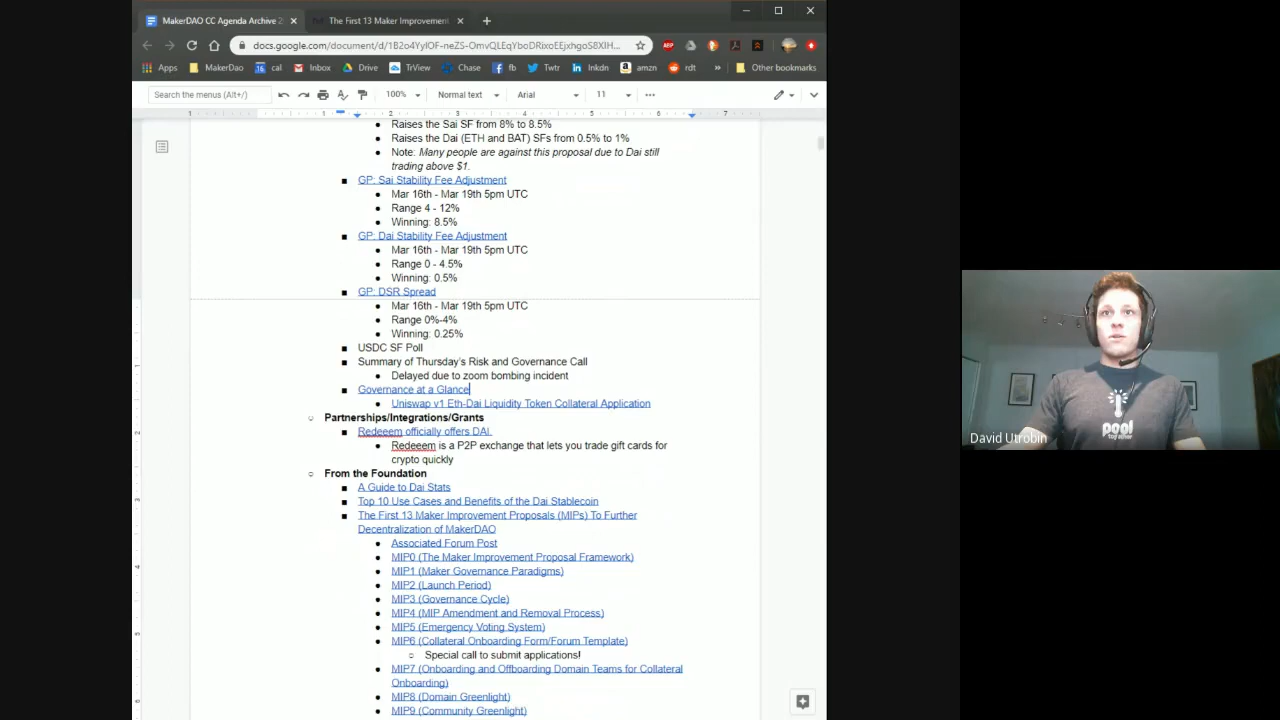 MakerDAO CC Agenda Archive 2
The First 13 Maker Improvement
docs.google.com/document/d/1B2o4YyIOF-neZS-OmvQLEqYboDRixoEEjxhgoS8XIH...
Apps
MakerDao
cal
Inbox
Drive
TrView
Chase
fb
Twtr
lnkdn
amzn
rdt
»
Other bookmarks
Search the menus (Alt+/)
100%
Normal text
Arial
11
Raises the Sai SF from 8% to 8.5%
Raises the Dai (ETH and BAT) SFs from 0.5% to 1%
Note: Many people are against this proposal due to Dai still
trading above $1.
GP: Sai Stability Fee Adjustment
Mar 16th - Mar 19th 5pm UTC
Range 4 - 12%
Winning: 8.5%
GP: Dai Stability Fee Adjustment
Mar 16th - Mar 19th 5pm UTC
Range 0 - 4.5%
Winning: 0.5%
GP: DSR Spread
Mar 16th - Mar 19th 5pm UTC
Range 0%-4%
Winning: 0.25%
USDC SF Poll
Summary of Thursday's Risk and Governance Call
Delayed due to zoom bombing incident
Governance at a Glance
Uniswap v1 Eth-Dai Liquidity Token Collateral Application
Partnerships/Integrations/Grants
Redeeem officially offers DAI
Redeeem is a P2P exchange that lets you trade gift cards for
crypto quickly
From the Foundation
A Guide to Dai Stats
Top 10 Use Cases and Benefits of the Dai Stablecoin
The First 13 Maker Improvement Proposals (MIPs) To Further
Decentralization of MakerDAO
Associated Forum Post
MIP0 (The Maker Improvement Proposal Framework)
MIP1 (Maker Governance Paradigms)
MIP2 (Launch Period)
MIP3 (Governance Cycle)
MIP4 (MIP Amendment and Removal Process)
MIP5 (Emergency Voting System)
MIP6 (Collateral Onboarding Form/Forum Template)
Special call to submit applications!
MIP7 (Onboarding and Offboarding Domain Teams for Collateral
Onboarding)
MIP8 (Domain Greenlight)
MIP9 (Community Greenlight)
David Utrobin
pool